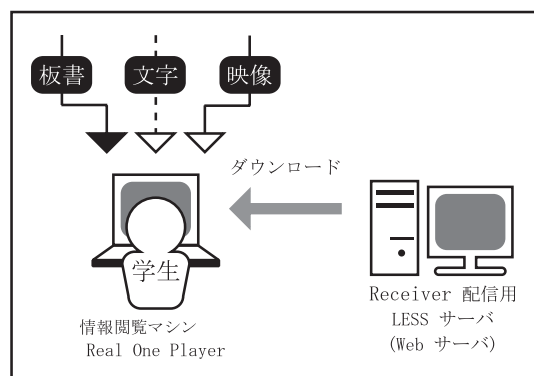 板書
文字
映像
ダウンロード
学生
情報閲覧マシン
Real One Player
Receiver 配信用
LESS サーバ
(Web サーバ)